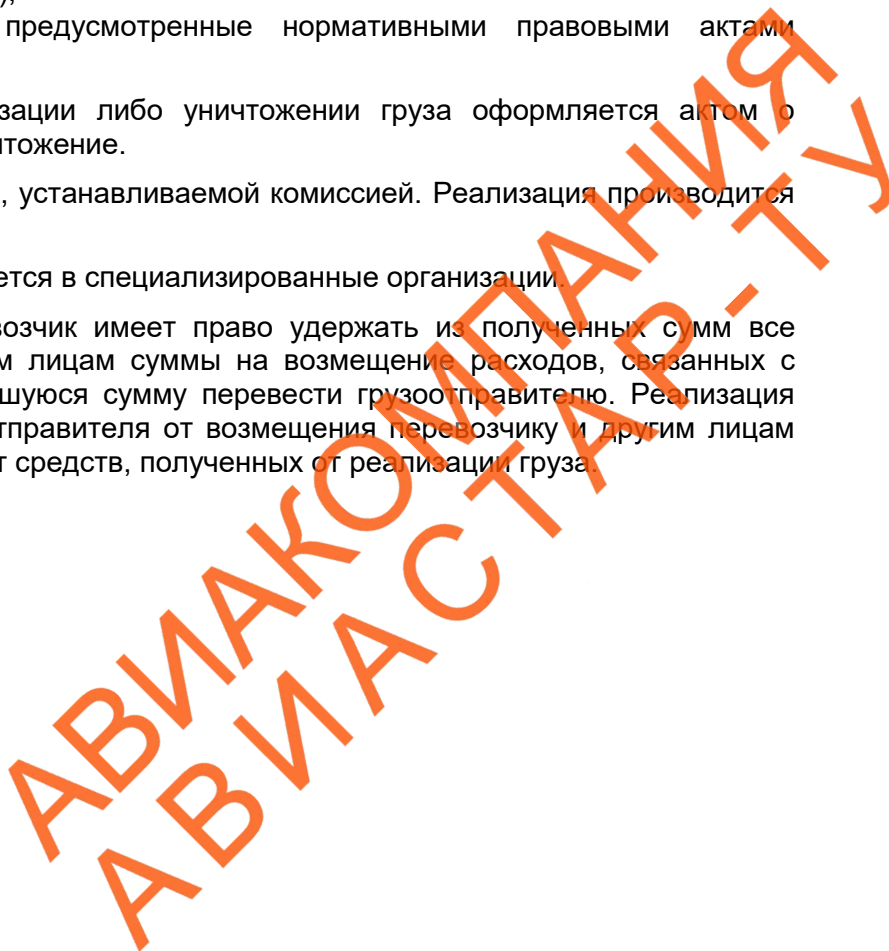 ),
предусмотренные нормативными правовыми актами
зации либо уничтожении груза оформляется актом о
чтожение.
, устанавливаемой комиссией. Реализация производится
ется в специализированные организации.
возчик имеет право удержать из полученных сумм все
м лицам суммы на возмещение расходов, связанных с
шуюся сумму перевести грузоотправителю. Реализация
тправителя от возмещения перевозчику и другим лицам
т средств, полученных от реализации груза.
АВИАКОМПАНИЯ
АВИАСТАР-ТУ